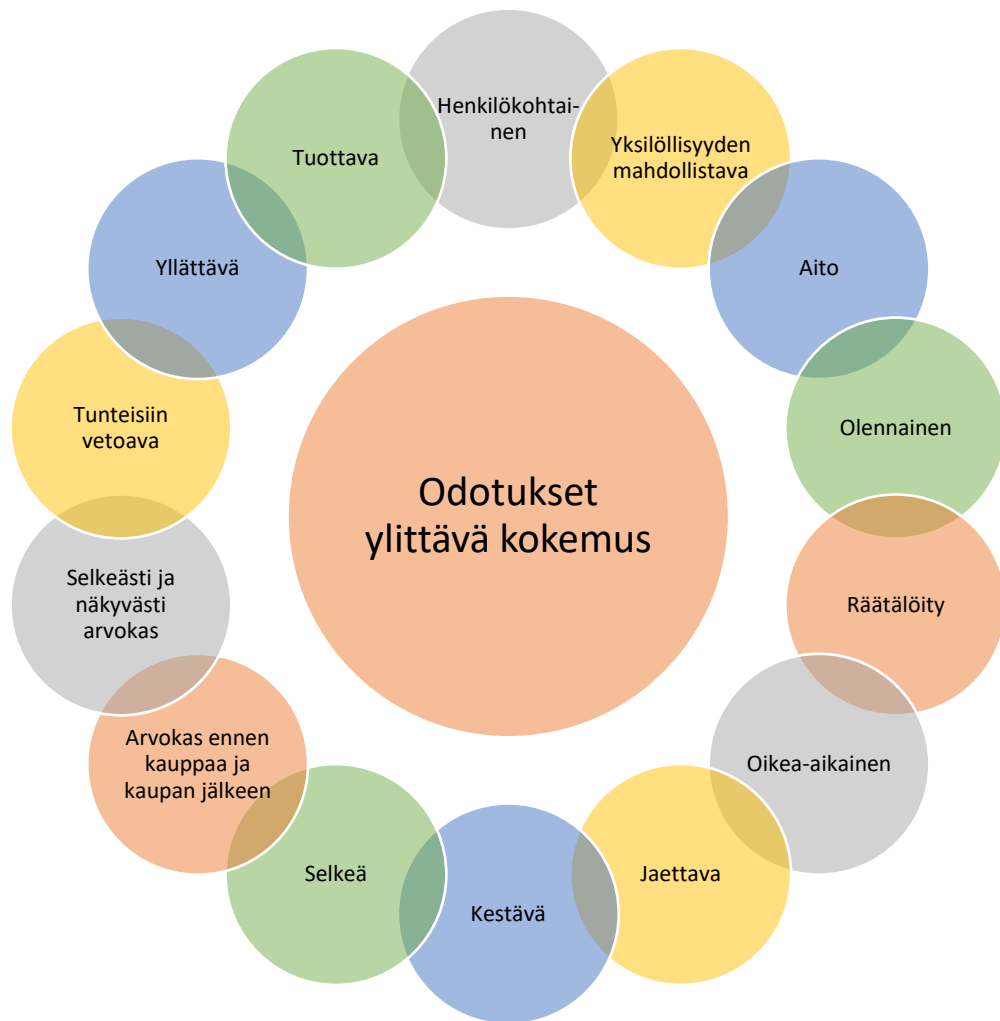 Henkilökohtai-
nen
Yksilöllisyyden
mahdollistava
Aito
Olennainen
Räätälöity
Oikea-aikainen
Jaettava
Kestävä
Selkeä
Arvokas ennen
kauppaa ja
kaupan jälkeen
Selkeästi ja
näkyvästi
arvokas
Tunteisiin
vetoava
Yllättävä
Tuottava
Odotukset
ylittävä kokemus